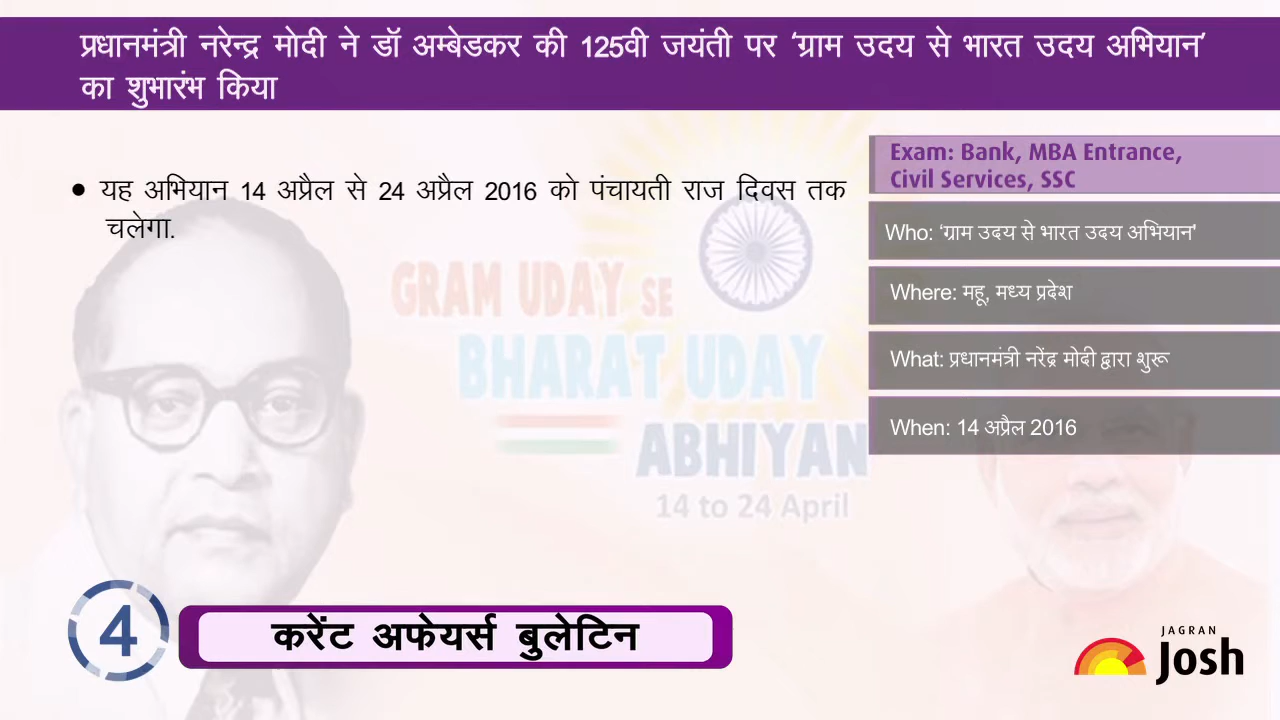 प्रधानमंत्री नरेन्द्र मोदी ने डॉ अम्बेडकर की 125वी जयंती पर ‘ग्राम उदय से भारत उदय अभियान’
का शुभारंभ किया
• यह अभियान 14 अप्रैल से 24 अप्रैल 2016 को पंचायती राज दिवस तक
चलेगा.
GRAM UDAY SE
BHARAT UDAY
ABHIYAN
14 to 24 April
Exam: Bank, MBA Entrance,
Civil Services, SSC
Who: ‘ग्राम उदय से भारत उदय अभियान’
Where: महू, मध्य प्रदेश
What: प्रधानमंत्री नरेंद्र मोदी द्वारा शुरू
When: 14 अप्रैल 2016
4
करेंट अफेयर्स बुलेटिन
JAGRAN
Josh